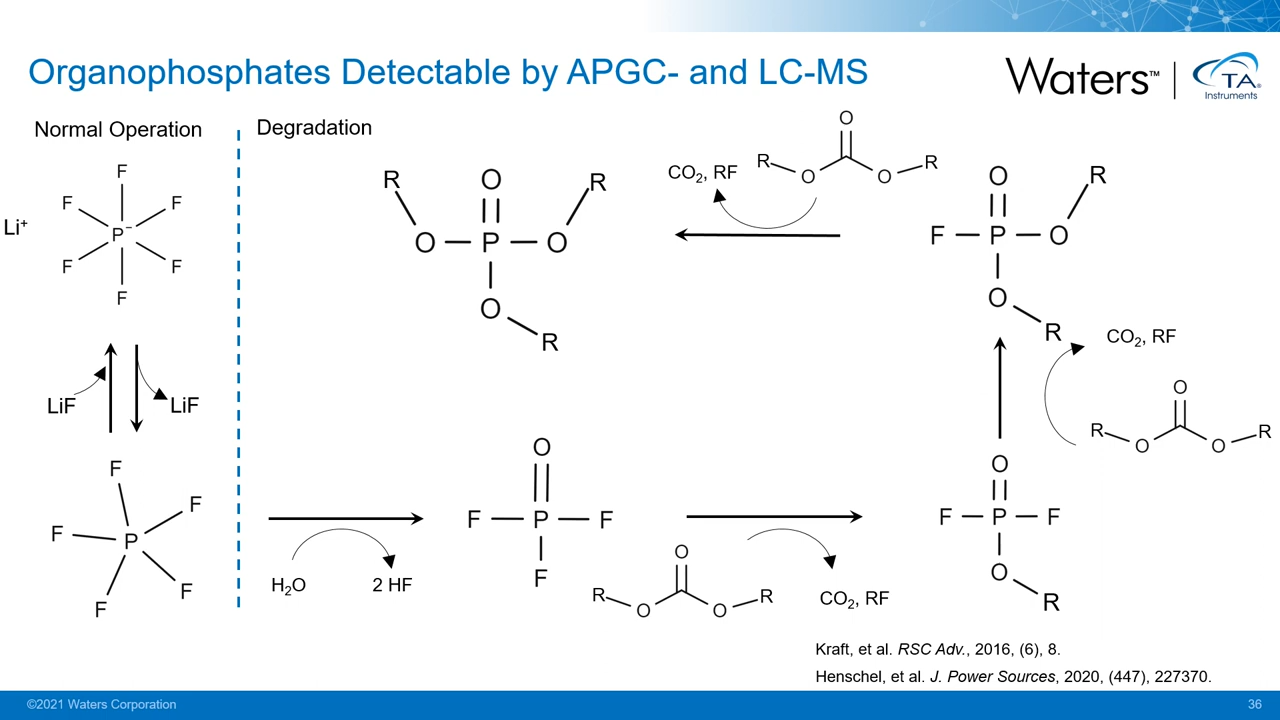 Organophosphates Detectable by APGC- and LC-MS
Waters™
TA®
Instruments
Normal Operation
Degradation
F
F
F
Li⁺
P⁻
F
F
F
LiF
LiF
F
F
F
P
F
F
H₂O
2 HF
O
F
P
F
F
O
R
O
O
R
CO₂, RF
O
F
P
F
O
R
O
R
O
O
R
CO₂, RF
O
R
F
P
O
O
R
O
R
O
O
R
CO₂, RF
R
O
R
O
P
O
O
R
Kraft, et al. RSC Adv., 2016, (6), 8.
Henschel, et al. J. Power Sources, 2020, (447), 227370.
©2021 Waters Corporation
36